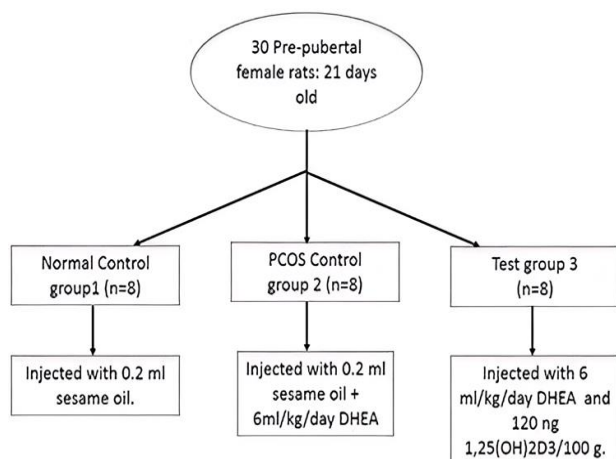 30 Pre-pubertal
female rats: 21 days
old
Normal Control
group1 (n=8)
PCOS Control
group 2 (n=8)
Test group 3
(n=8)
Injected with 0.2 ml
sesame oil.
Injected with 0.2 ml
sesame oil +
6ml/kg/day DHEA
Injected with 6
ml/kg/day DHEA and
120 ng
1,25(OH)2D3/100 g.